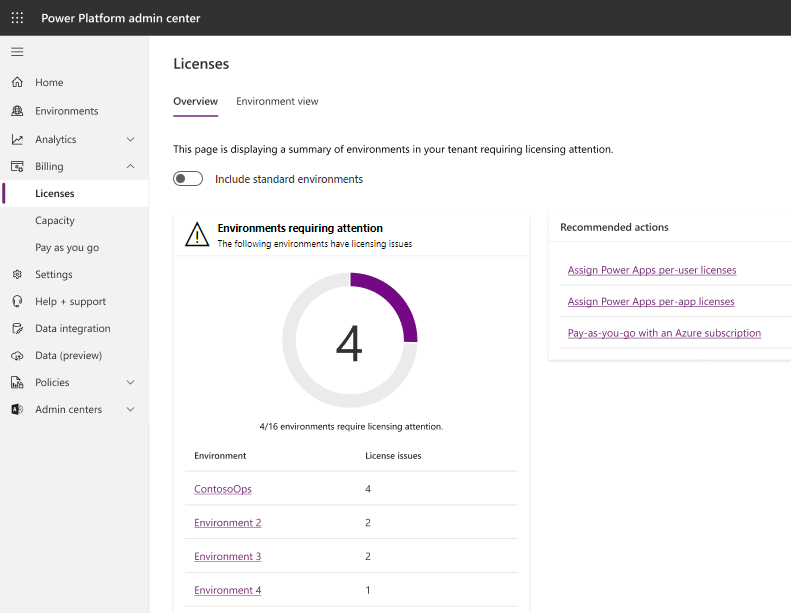 Power Platform admin center
Home
Environments
Analytics
Billing
Licenses
Capacity
Pay as you go
Settings
Help + support
Data integration
Data (preview)
Policies
Admin centers
Licenses
Overview
Environment view
This page is displaying a summary of environments in your tenant requiring licensing attention.
Include standard environments
Environments requiring attention
The following environments have licensing issues
4
4/16 environments require licensing attention.
Environment License issues
ContosoOps 4
Environment 2 2
Environment 3 2
Environment 4 1
Recommended actions
Assign Power Apps per-user licenses
Assign Power Apps per-app licenses
Pay-as-you-go with an Azure subscription